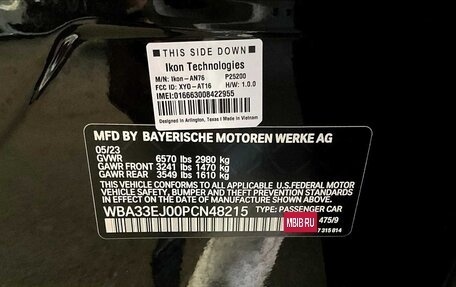 THIS SIDE DOWN
Ikon Technologies
M/N: Ikon-AN76 P25200
FCC ID: XYO-AT16 H/W: 1.0.0
IMEI:016663008422955
Designed in Arlington, Texas I Made in Vietnam
MFD BY BAYERISCHE MOTOREN WERKE AG
05/23
GVWR 6570 lbs 2980 kg
GAWR FRONT 3241 lbs 1470 kg
GAWR REAR 3549 lbs 1610 kg
THIS VEHICLE CONFORMS TO ALL APPLICABLE U.S.FEDERAL
MOTOR VEHICLE SAFETY, BUMPER, AND THEFT PREVENTION STANDARDS
IN EFFECT ON THE DATE OF MANUFACTURE SHOWN ABOVE.
WBA33EJ00PCN48215 TYPE: PASSENGER CAR
MBIB.RU
475/9
7 315 814